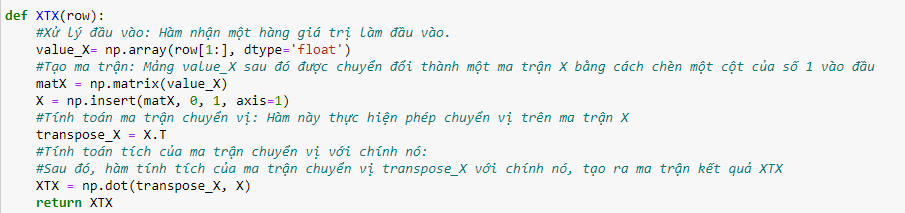 def XTX(row):
    #Xử lý đầu vào: Hàm nhận một hàng giá trị làm đầu vào.
    value_X= np.array(row[1:], dtype='float')
    #Tạo ma trận: Mảng value_X sau đó được chuyển đổi thành một ma trận X bằng cách chèn một cột của số 1 vào đầu
    matX = np.matrix(value_X)
    X = np.insert(matX, 0, 1, axis=1)
    #Tính toán ma trận chuyển vị: Hàm này thực hiện phép chuyển vị trên ma trận X
    transpose_X = X.T
    #Tính toán tích của ma trận chuyển vị với chính nó:
    #Sau đó, hàm tính tích của ma trận chuyển vị transpose_X với chính nó, tạo ra ma trận kết quả XTX
    XTX = np.dot(transpose_X, X)
    return XTX